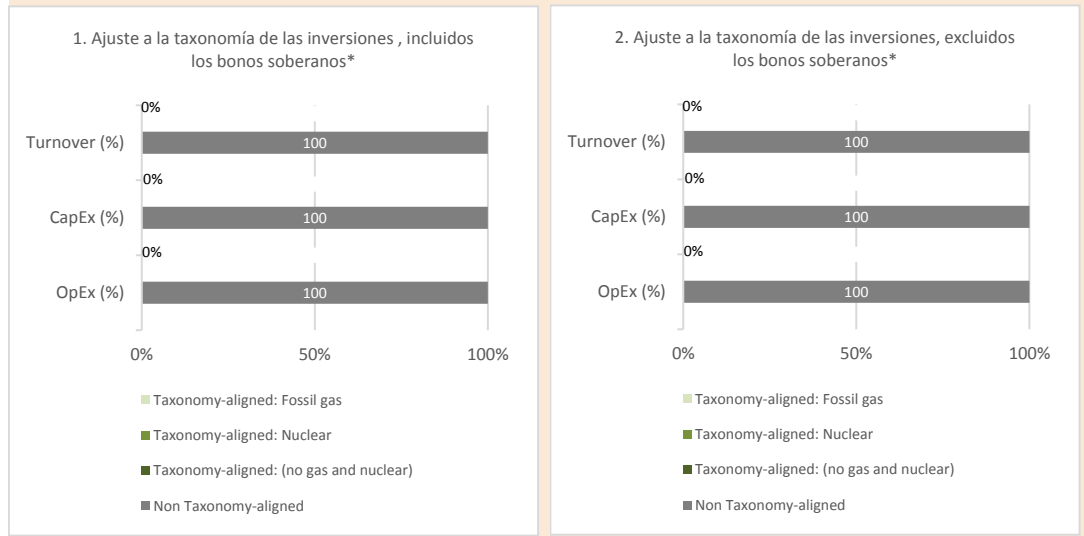 1. Ajuste a la taxonomía de las inversiones , incluidos
los bonos soberanos*
0%
Turnover (%)
100
0%
CapEx (%)
100
0%
OpEx (%)
100
0%
50%
100%
Taxonomy-aligned: Fossil gas
Taxonomy-aligned: Nuclear
Taxonomy-aligned: (no gas and nuclear)
Non Taxonomy-aligned
2. Ajuste a la taxonomía de las inversiones, excluidos
los bonos soberanos*
0%
Turnover (%)
100
0%
CapEx (%)
100
0%
OpEx (%)
100
0%
50%
100%
Taxonomy-aligned: Fossil gas
Taxonomy-aligned: Nuclear
Taxonomy-aligned: (no gas and nuclear)
Non Taxonomy-aligned